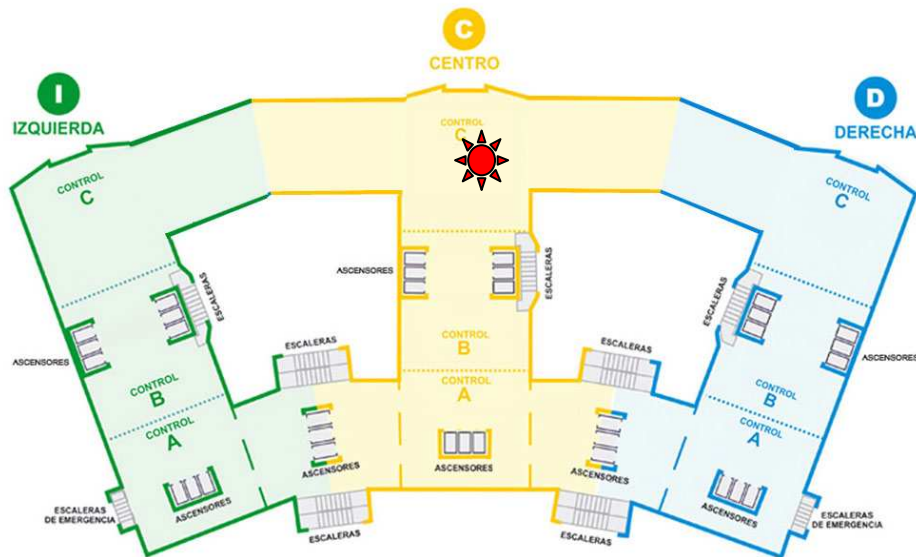 C
CENTRO
I
IZQUIERDA
D
DERECHA
CONTROL
C
CONTROL
C
CONTROL
C
ASCENSORES
ESCALERAS
ESCALERAS
ESCALERAS
ASCENSORES
ASCENSORES
CONTROL
B
ESCALERAS
ESCALERAS
CONTROL
B
CONTROL
B
CONTROL
A
CONTROL
A
CONTROL
A
ASCENSORES
ASCENSORES
ASCENSORES
ASCENSORES
ASCENSORES
ESCALERAS
DE EMERGENCIA
ESCALERAS
DE EMERGENCIA
ESCALERAS
ESCALERAS